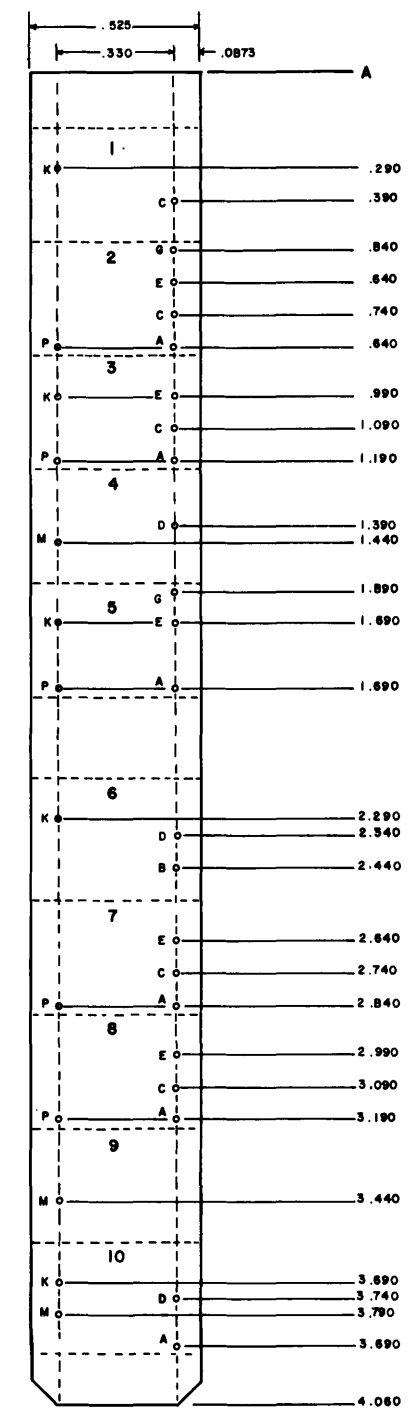 .525
.330 .0873
A
1
K .290
C .390
G .840
2
E .640
C .740
P A .640
3
K E .990
C 1.090
P A 1.190
4
D 1.390
M 1.440
G 1.890
5
K E 1.690
P A 1.690
6
K 2.290
D 2.340
B 2.440
7
E 2.640
C 2.740
P A 2.840
8
E 2.990
C 3.090
P A 3.190
9
M 3.440
10
K 3.690
D 3.740
M 3.790
A 3.690
4.060